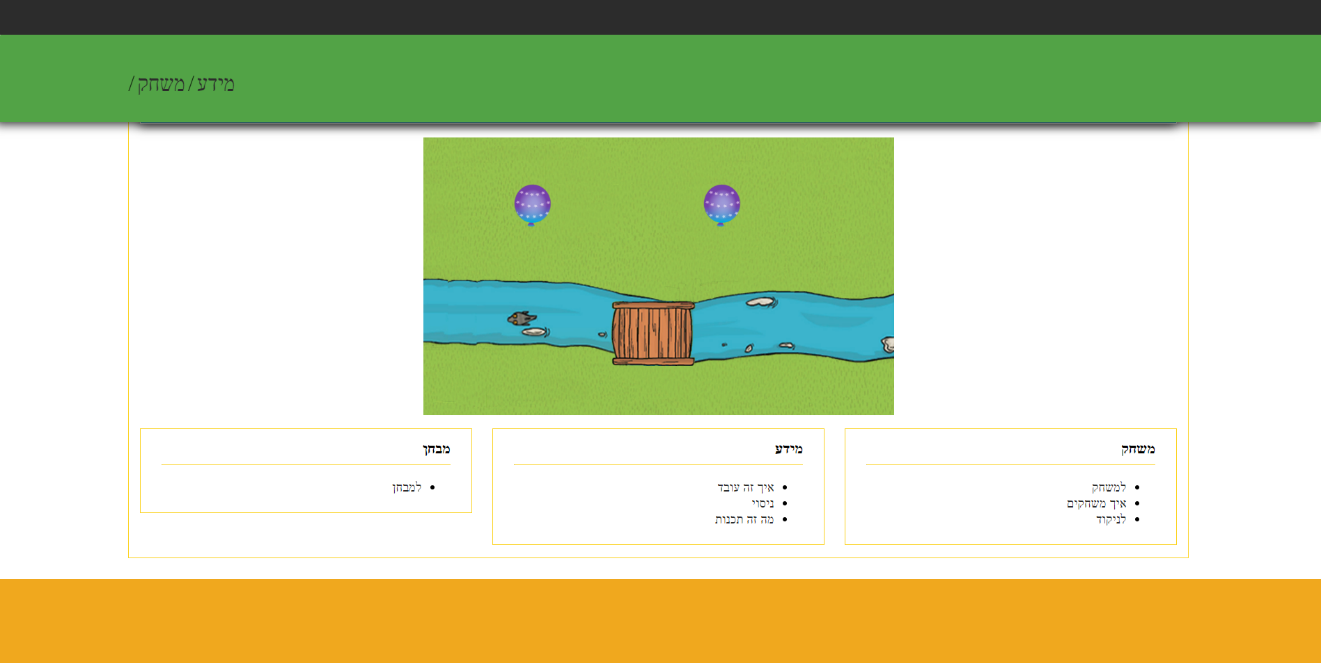 מידע / משחק /
משחק
למשחק
איך משחקים
לניקוד
מידע
איך זה עובד
ניסוי
מה זה תכנות
מבחן
למבחן